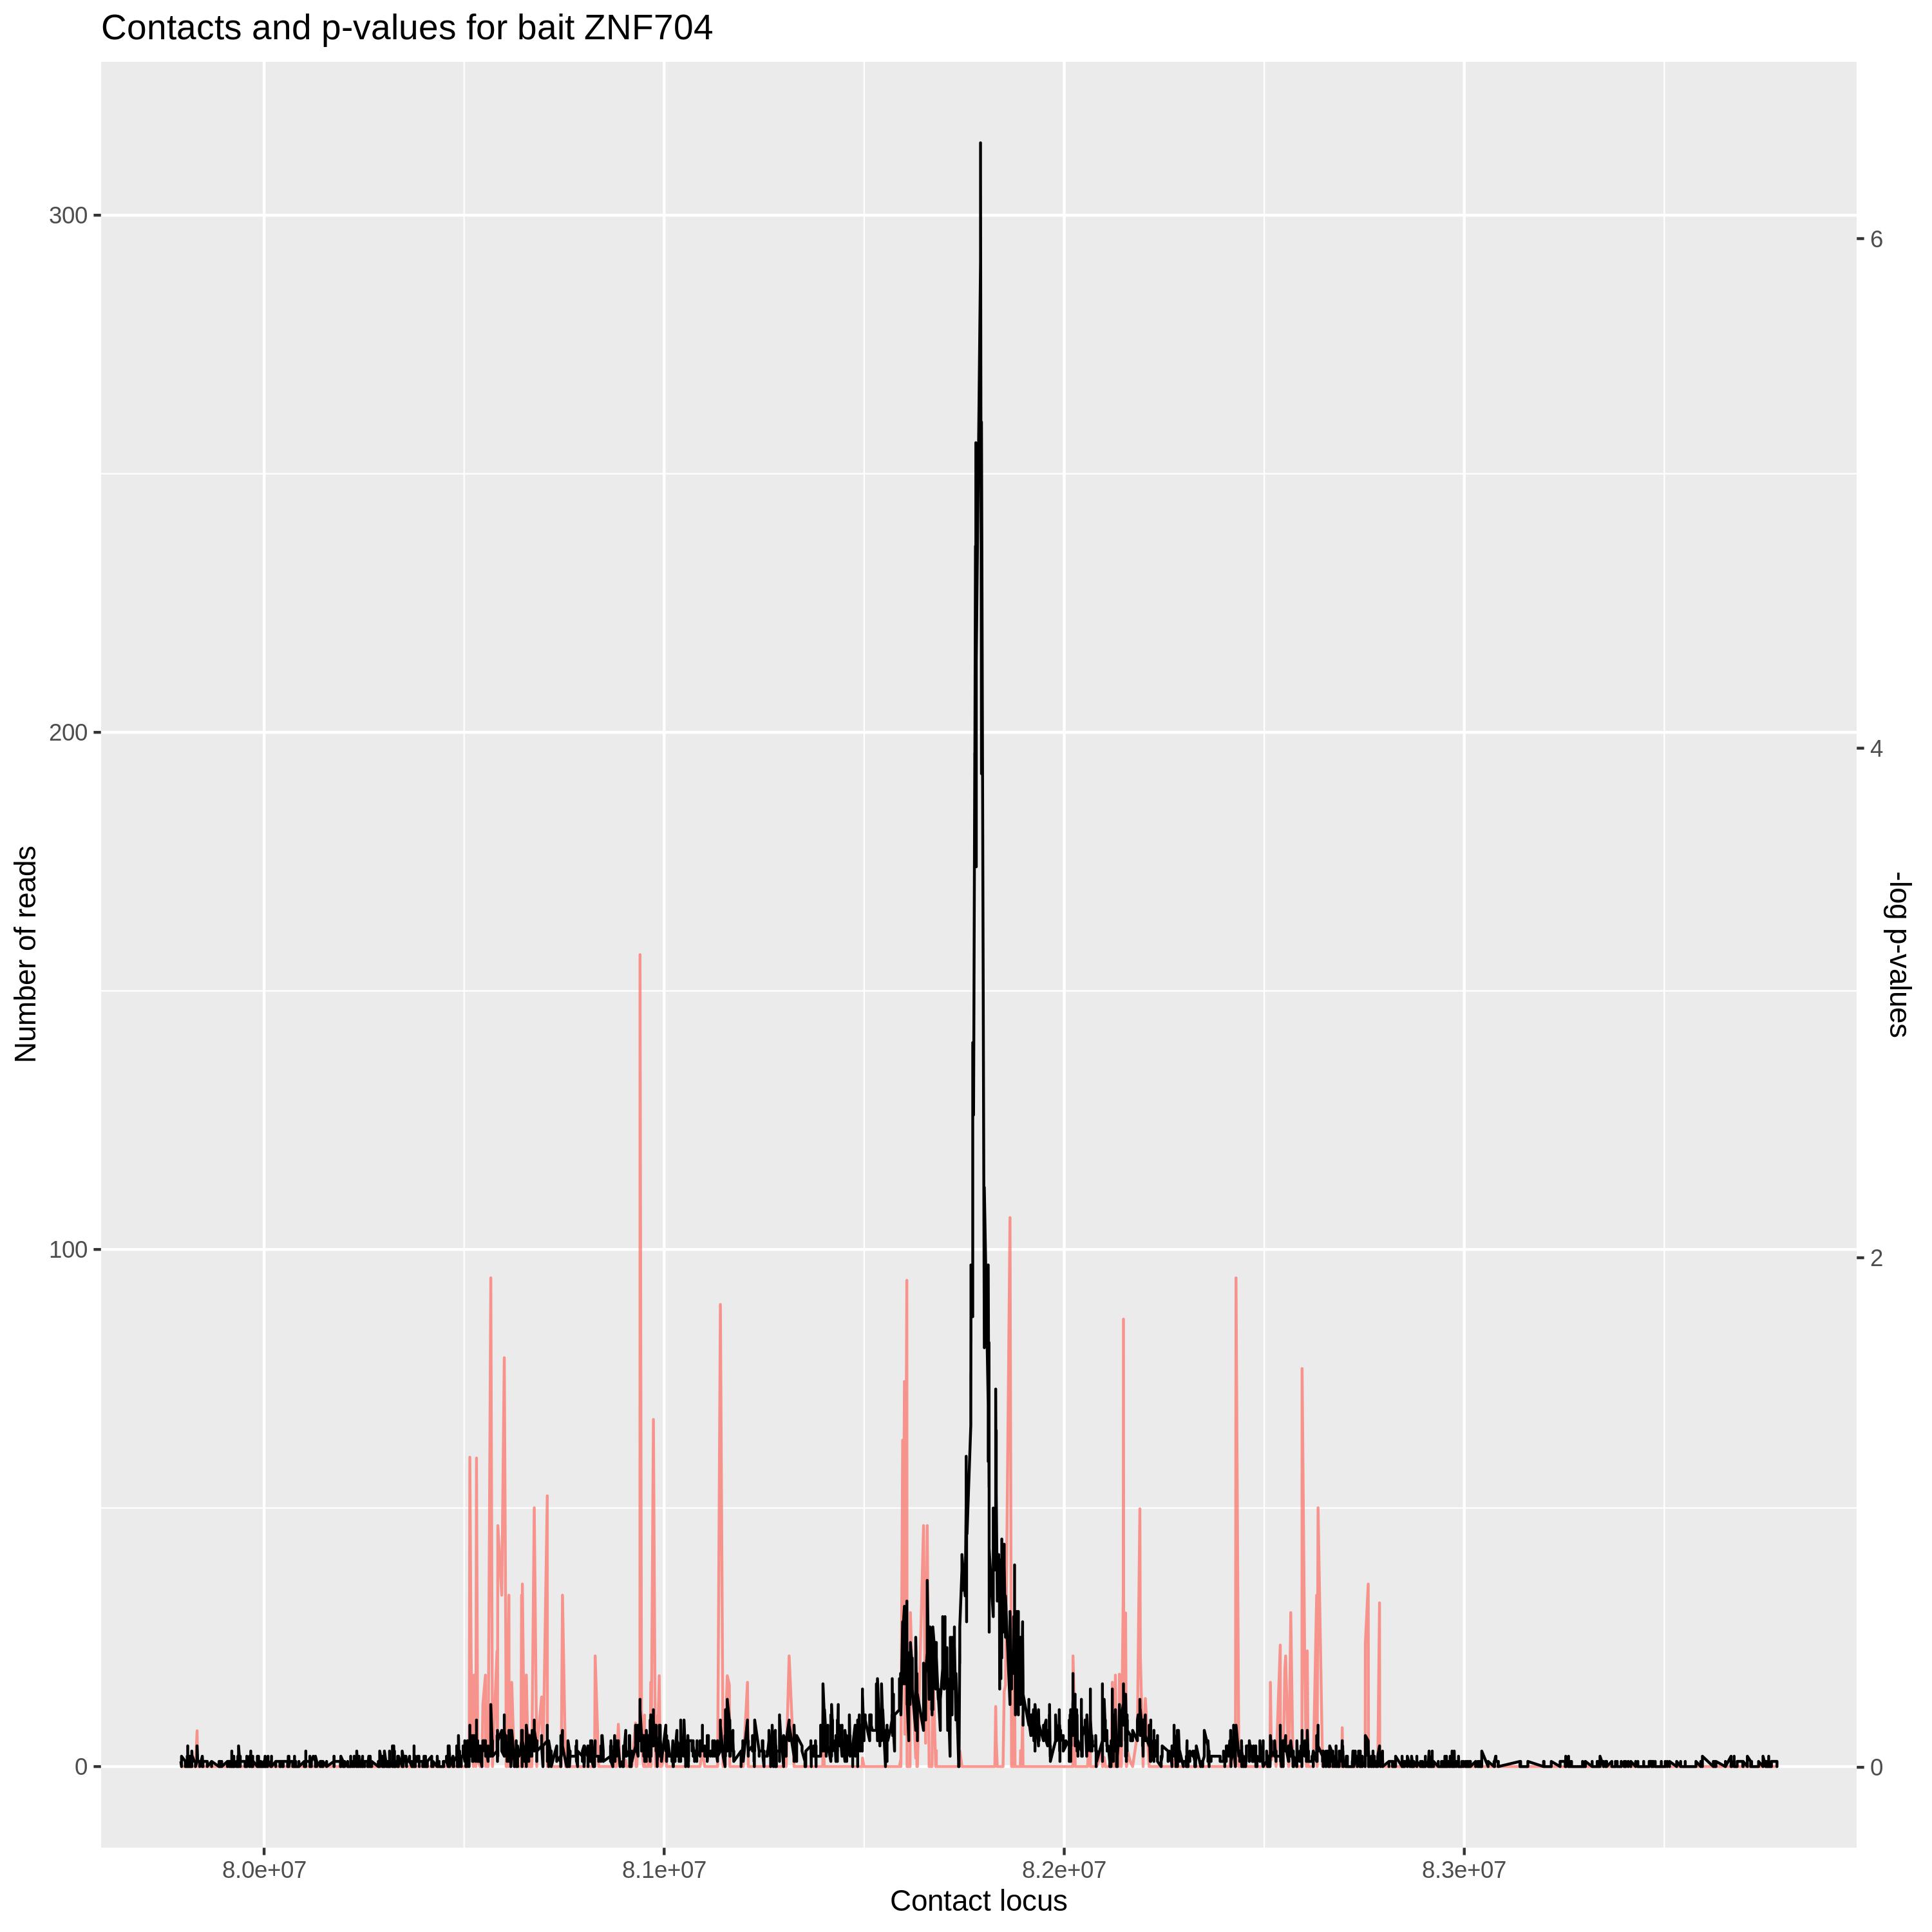 Contacts and p-values for bait ZNF704
300
200
100
0
Number of reads
6
4
2
0
-log p-values
8.0e+07 8.1e+07 8.2e+07 8.3e+07
Contact locus